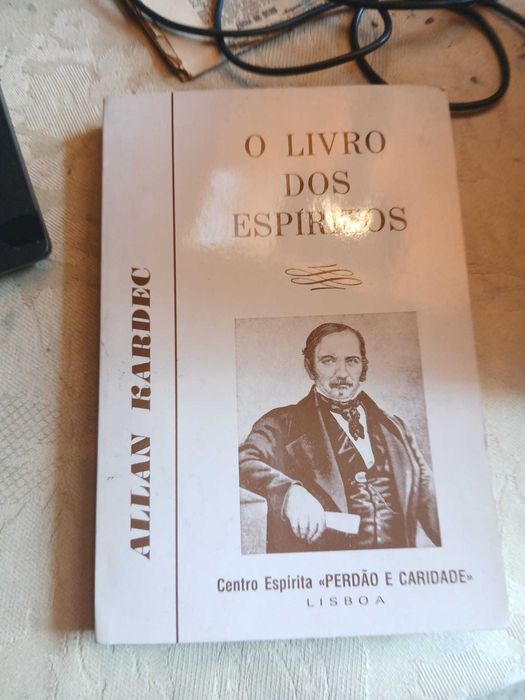 O LIVRO
DOS
ESPÍRITOS
ALLAN KARDEC
Centro Espírita «PERDÃO E CARIDADE»
LISBOA